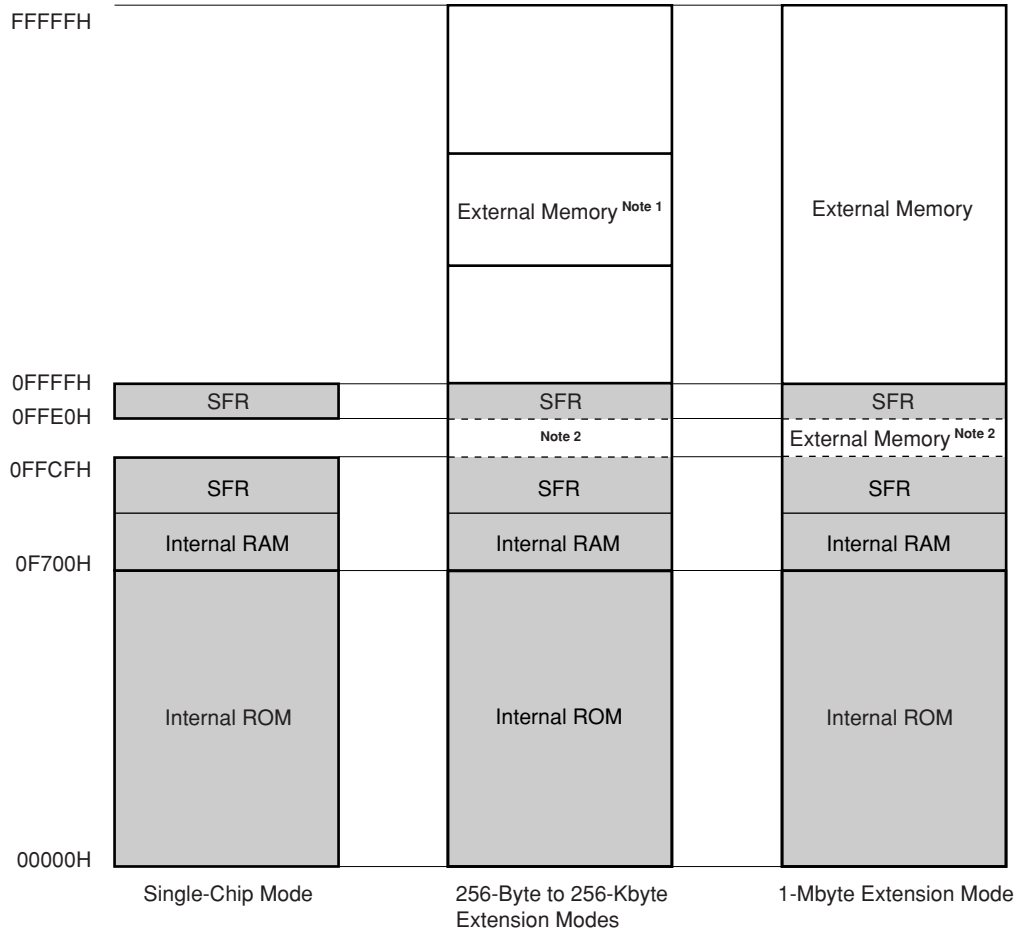 FFFFFH
External Memory Note 1
External Memory
0FFFFH
SFR
SFR
SFR
0FFE0H
Note 2
External Memory Note 2
0FFCFH
SFR
SFR
SFR
Internal RAM
Internal RAM
Internal RAM
0F700H
Internal ROM
Internal ROM
Internal ROM
00000H
Single-Chip Mode
256-Byte to 256-Kbyte
Extension Modes
1-Mbyte Extension Mode